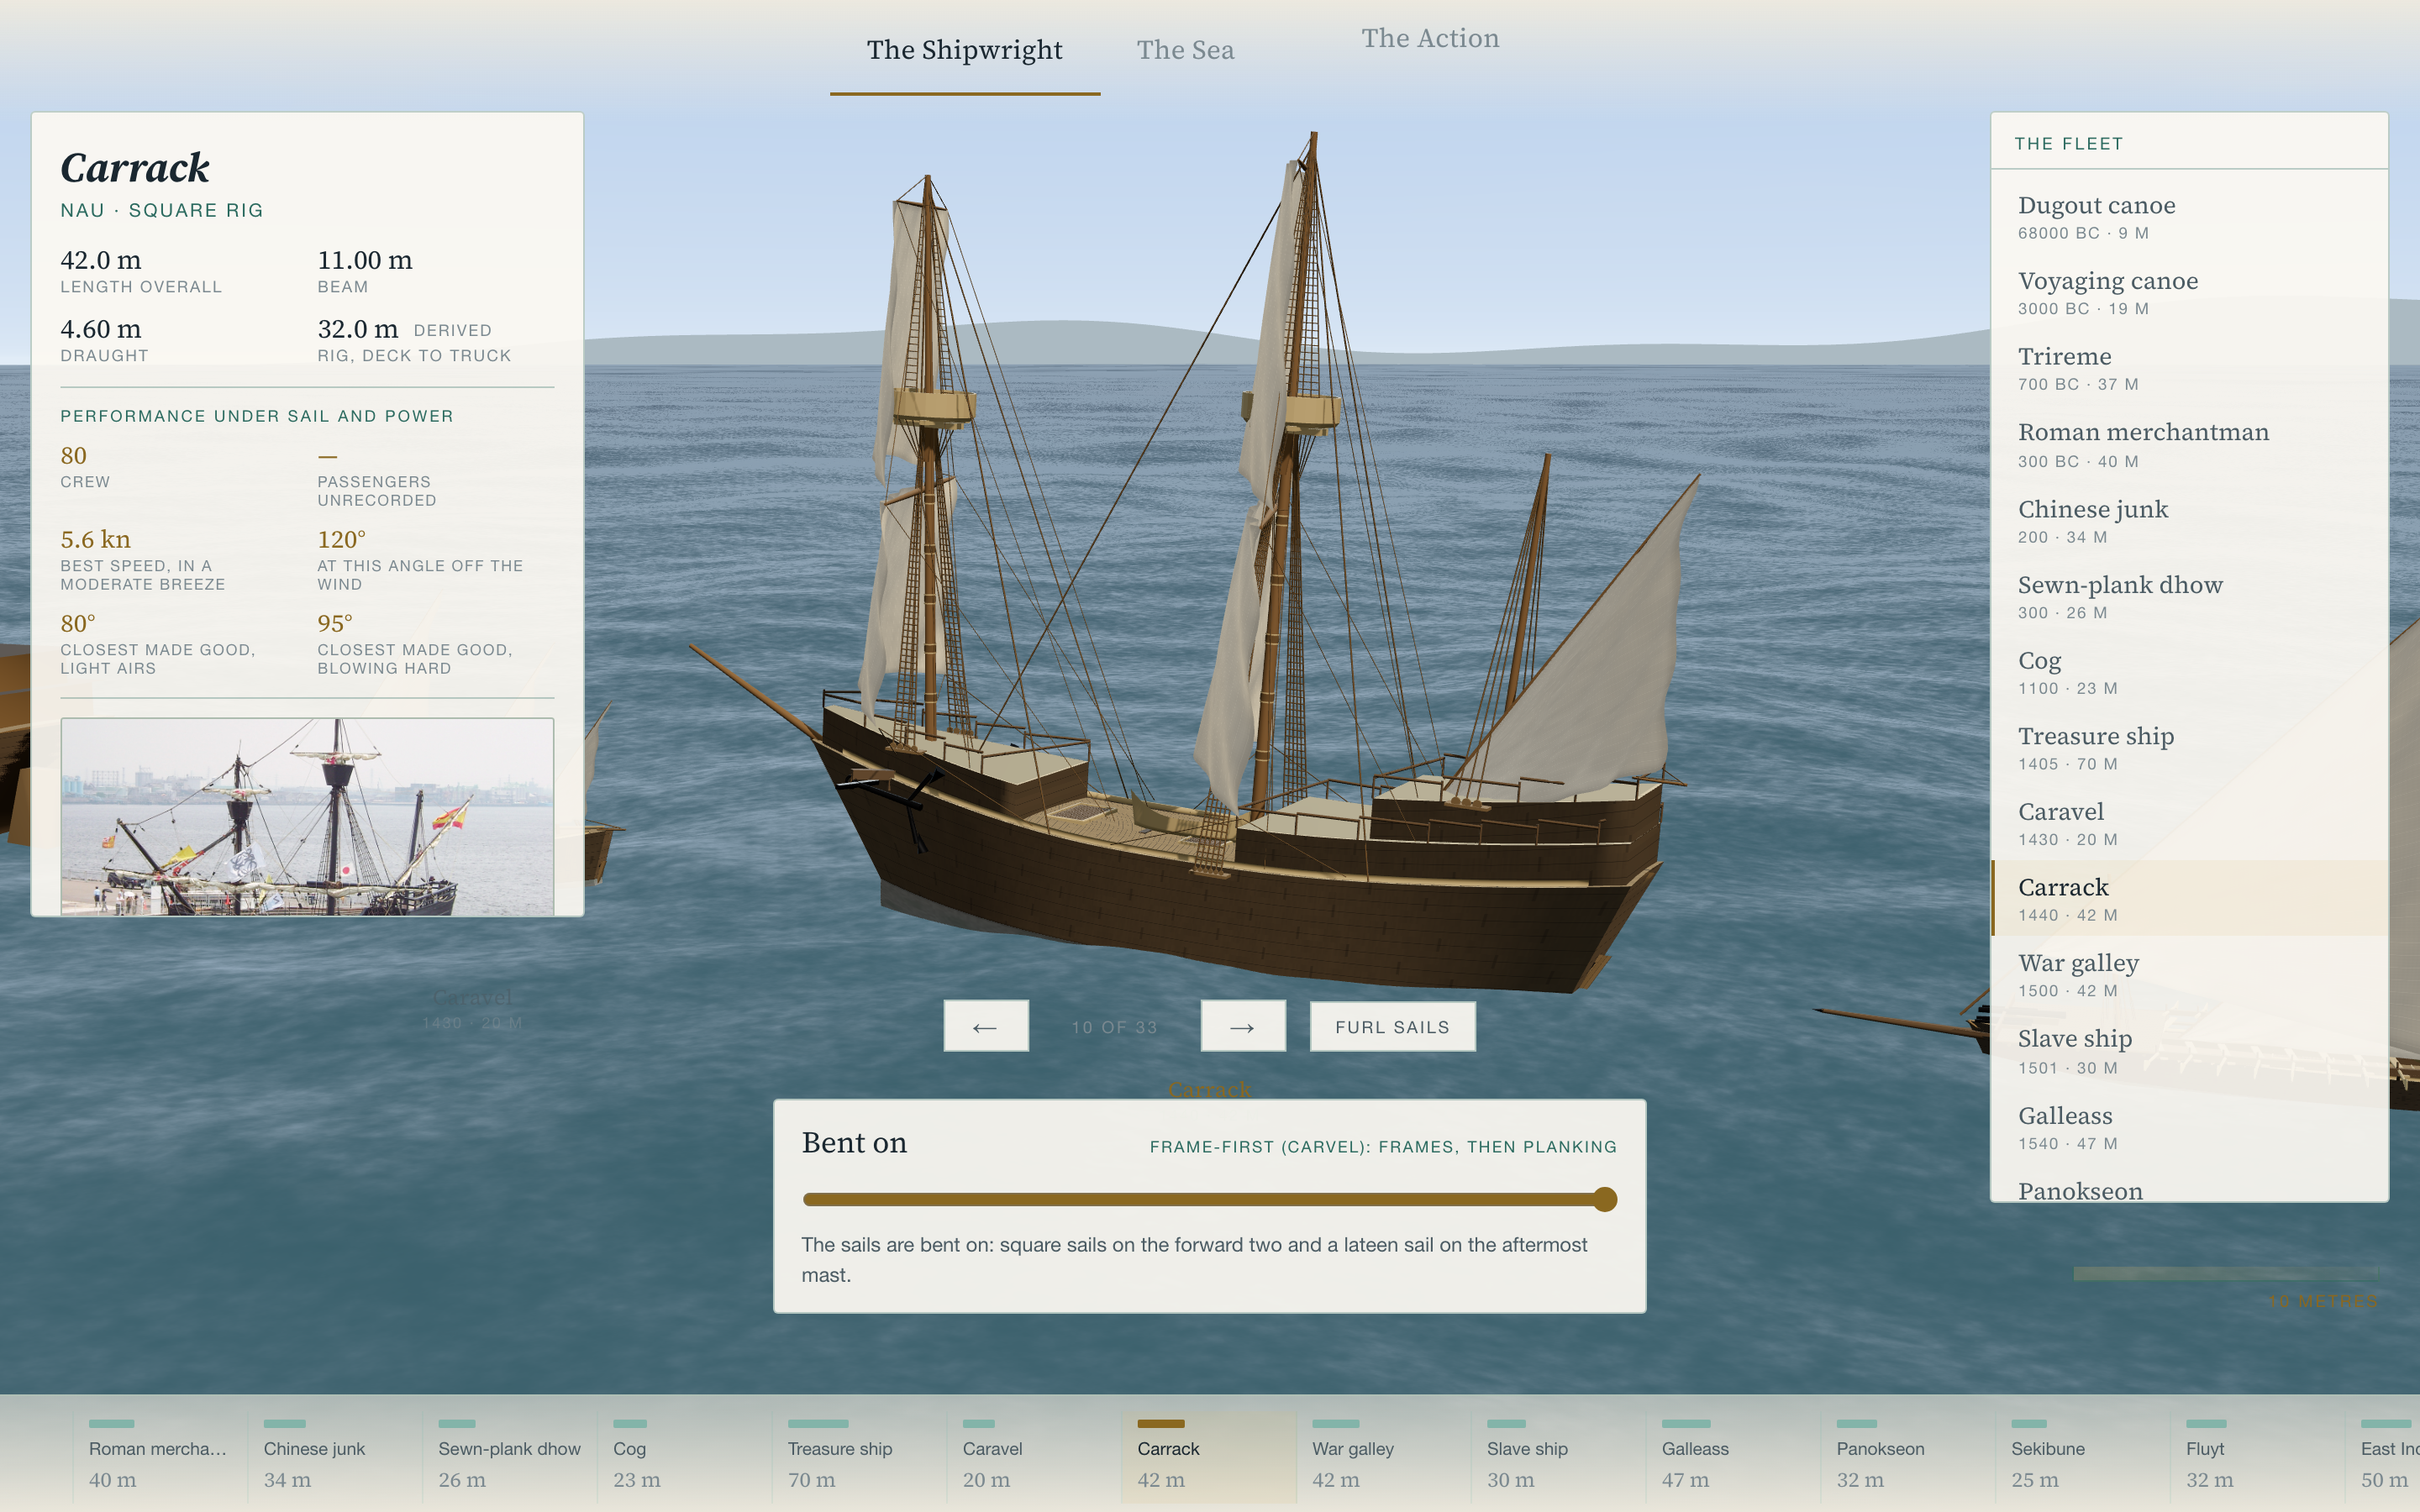 The Shipwright
The Sea
The Action
Carrack
NAU · SQUARE RIG
42.0 m
LENGTH OVERALL
11.00 m
BEAM
4.60 m
DRAUGHT
32.0 m DERIVED
RIG, DECK TO TRUCK
PERFORMANCE UNDER SAIL AND POWER
80
CREW
—
PASSENGERS
UNRECORDED
5.6 kn
BEST SPEED, IN A
MODERATE BREEZE
120°
AT THIS ANGLE OFF THE
WIND
80°
CLOSEST MADE GOOD,
LIGHT AIRS
95°
CLOSEST MADE GOOD,
BLOWING HARD
THE FLEET
Dugout canoe
68000 BC · 9 M
Voyaging canoe
3000 BC · 19 M
Trireme
700 BC · 37 M
Roman merchantman
300 BC · 40 M
Chinese junk
200 · 34 M
Sewn-plank dhow
300 · 26 M
Cog
1100 · 23 M
Treasure ship
1405 · 70 M
Caravel
1430 · 20 M
Carrack
1440 · 42 M
War galley
1500 · 42 M
Slave ship
1501 · 30 M
Galleass
1540 · 47 M
Panokseon
Caravel
1430 · 20 M
←
10 OF 33
→
FURL SAILS
Carrack
Bent on
FRAME-FIRST (CARVEL): FRAMES, THEN PLANKING
The sails are bent on: square sails on the forward two and a lateen sail on the aftermost
mast.
10 METRES
Roman mercha…
40 m
Chinese junk
34 m
Sewn-plank dhow
26 m
Cog
23 m
Treasure ship
70 m
Caravel
20 m
Carrack
42 m
War galley
42 m
Slave ship
30 m
Galleass
47 m
Panokseon
32 m
Sekibune
25 m
Fluyt
32 m
East Ind
50 m